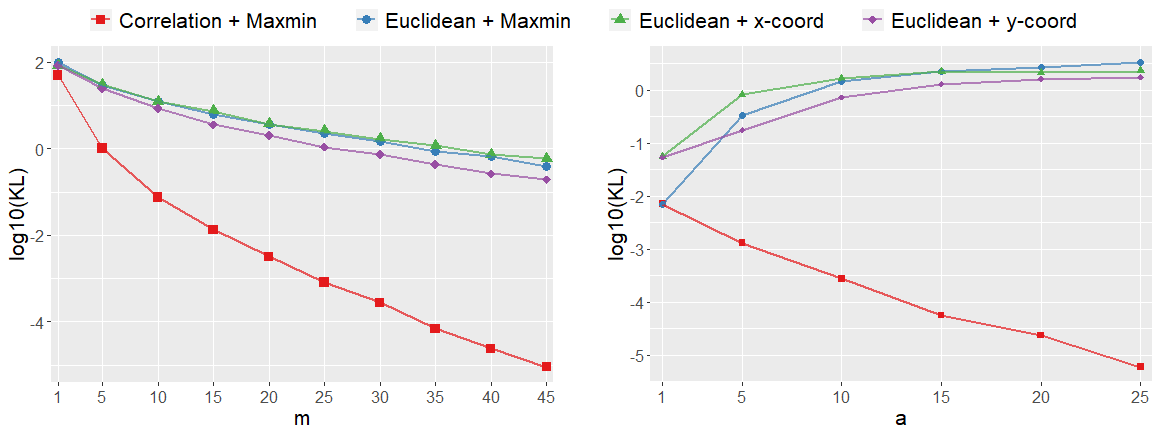 Correlation + Maxmin Euclidean + Maxmin Euclidean + x-coord Euclidean + y-coord
log10(KL)
2
0
-2
-4
1 5 10 15 20 25 30 35 40 45
m
log10(KL)
0
-1
-2
-3
-4
-5
1 5 10 15 20 25
a